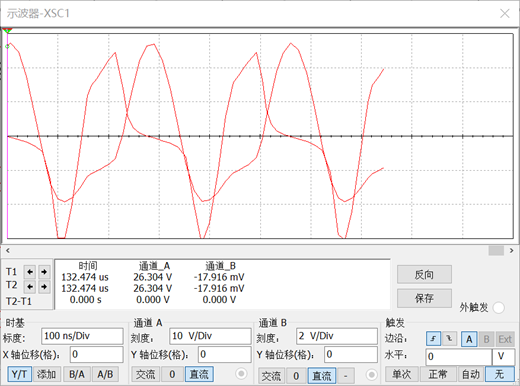 示波器-XSC1
时间 通道_A 通道_B
T1 132.474 us 26.304 V -17.916 mV
T2 132.474 us 26.304 V -17.916 mV
T2-T1 0.000 s 0.000 V 0.000 V
反向
保存
外触发
时基 通道 A 通道 B 触发
标度: 100 ns/Div 刻度: 10 V/Div 刻度: 2 V/Div 边沿: A B Ext
X 轴位移(格): 0 Y 轴位移(格): 0 Y 轴位移(格): 0 水平: 0 V
Y/T 添加 B/A A/B 交流 0 直流 交流 0 直流 - 单次 正常 自动 无